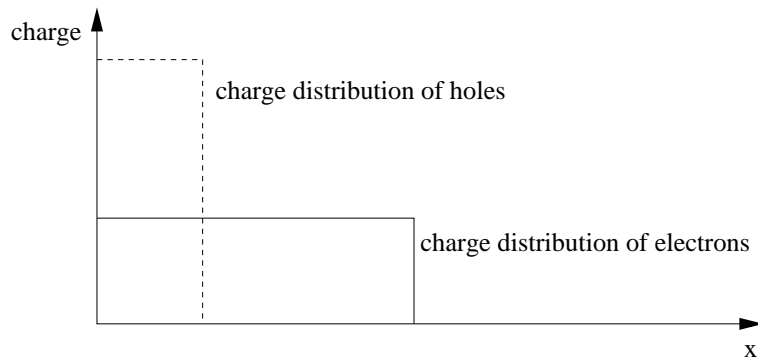 charge
charge distribution of holes
charge distribution of electrons
x